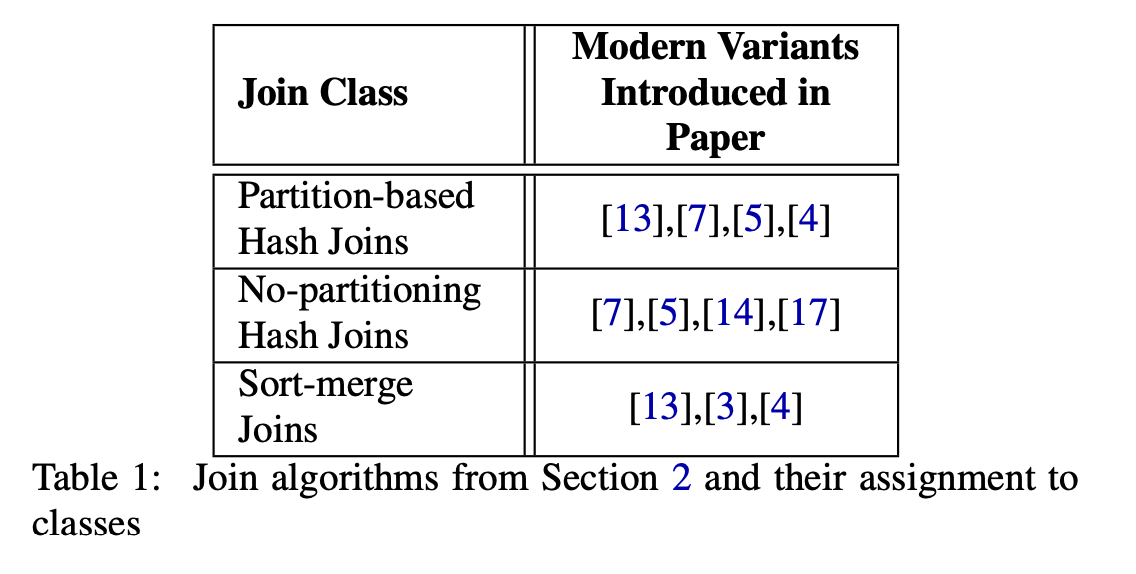 Join Class
Modern Variants
Introduced in
Paper
Partition-based
Hash Joins
[13],[7],[5],[4]
No-partitioning
Hash Joins
[7],[5],[14],[17]
Sort-merge
Joins
[13],[3],[4]
Table 1: Join algorithms from Section 2 and their assignment to
classes